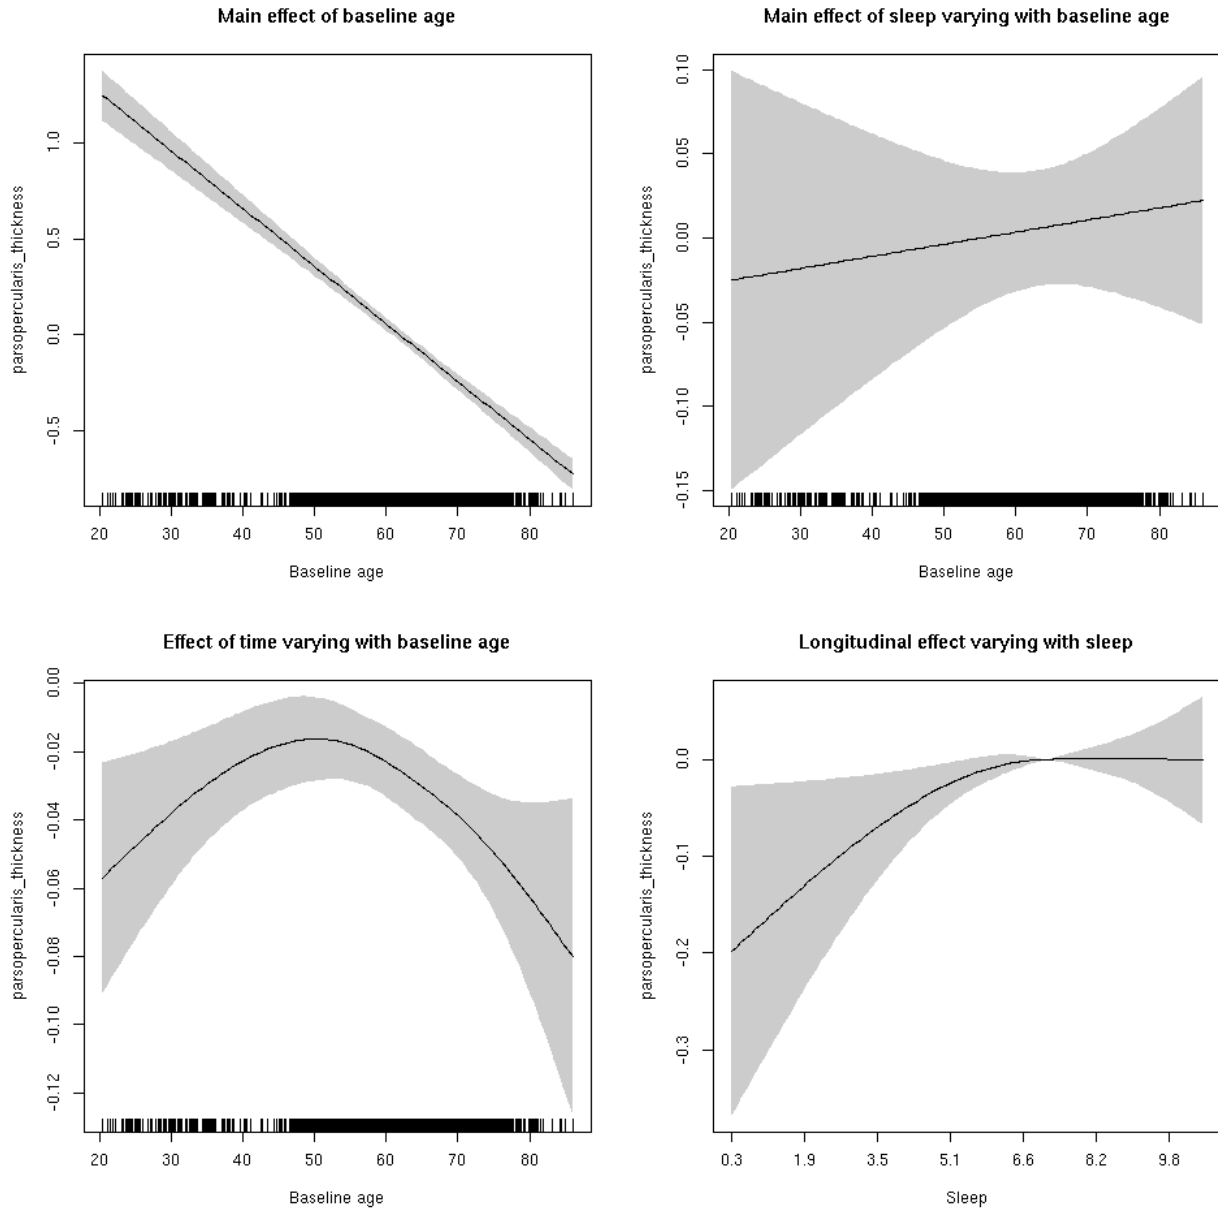 Main effect of baseline age
parsopercularis_thickness
1.0
0.5
0.0
-0.5
20 30 40 50 60 70 80
Baseline age
Main effect of sleep varying with baseline age
parsopercularis_thickness
0.10
0.05
0.00
-0.05
-0.10
-0.15
20 30 40 50 60 70 80
Baseline age
Effect of time varying with baseline age
parsopercularis_thickness
0.00
-0.02
-0.04
-0.06
-0.08
-0.10
-0.12
20 30 40 50 60 70 80
Baseline age
Longitudinal effect varying with sleep
parsopercularis_thickness
0.0
-0.1
-0.2
-0.3
0.3 1.9 3.5 5.1 6.6 8.2 9.8
Sleep